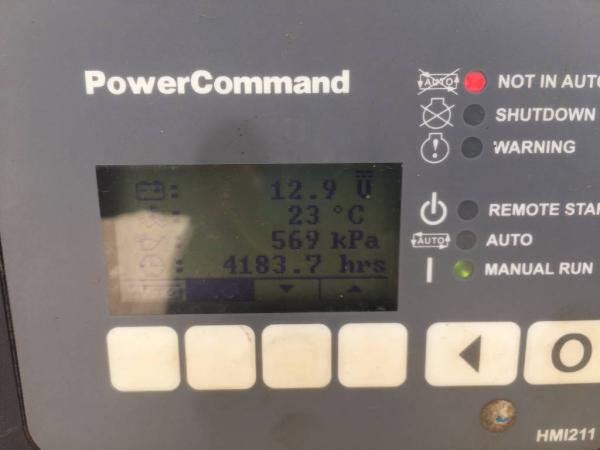 PowerCommand
AUTO NOT IN AUTO
SHUTDOWN
WARNING
12.9 V
23 °C
569 kPa
4183.7 hrs
REMOTE STAR
AUTO AUTO
MANUAL RUN
HMI211